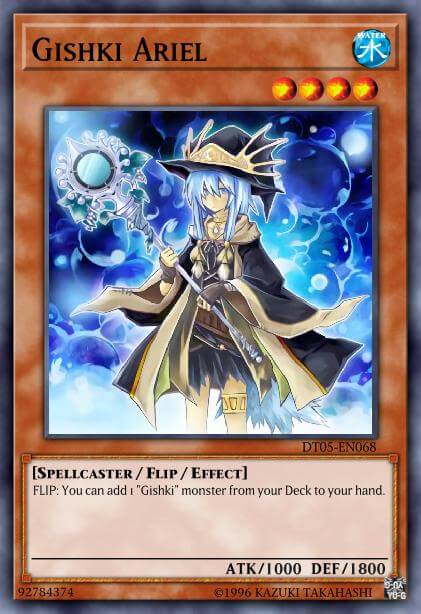 Gishki Ariel
WATER
水
DT05-EN068
[Spellcaster / Flip / Effect]
FLIP: You can add 1 "Gishki" monster from your Deck to your hand.
ATK/1000 DEF/1800
92784374
©1996 KAZUKI TAKAHASHI